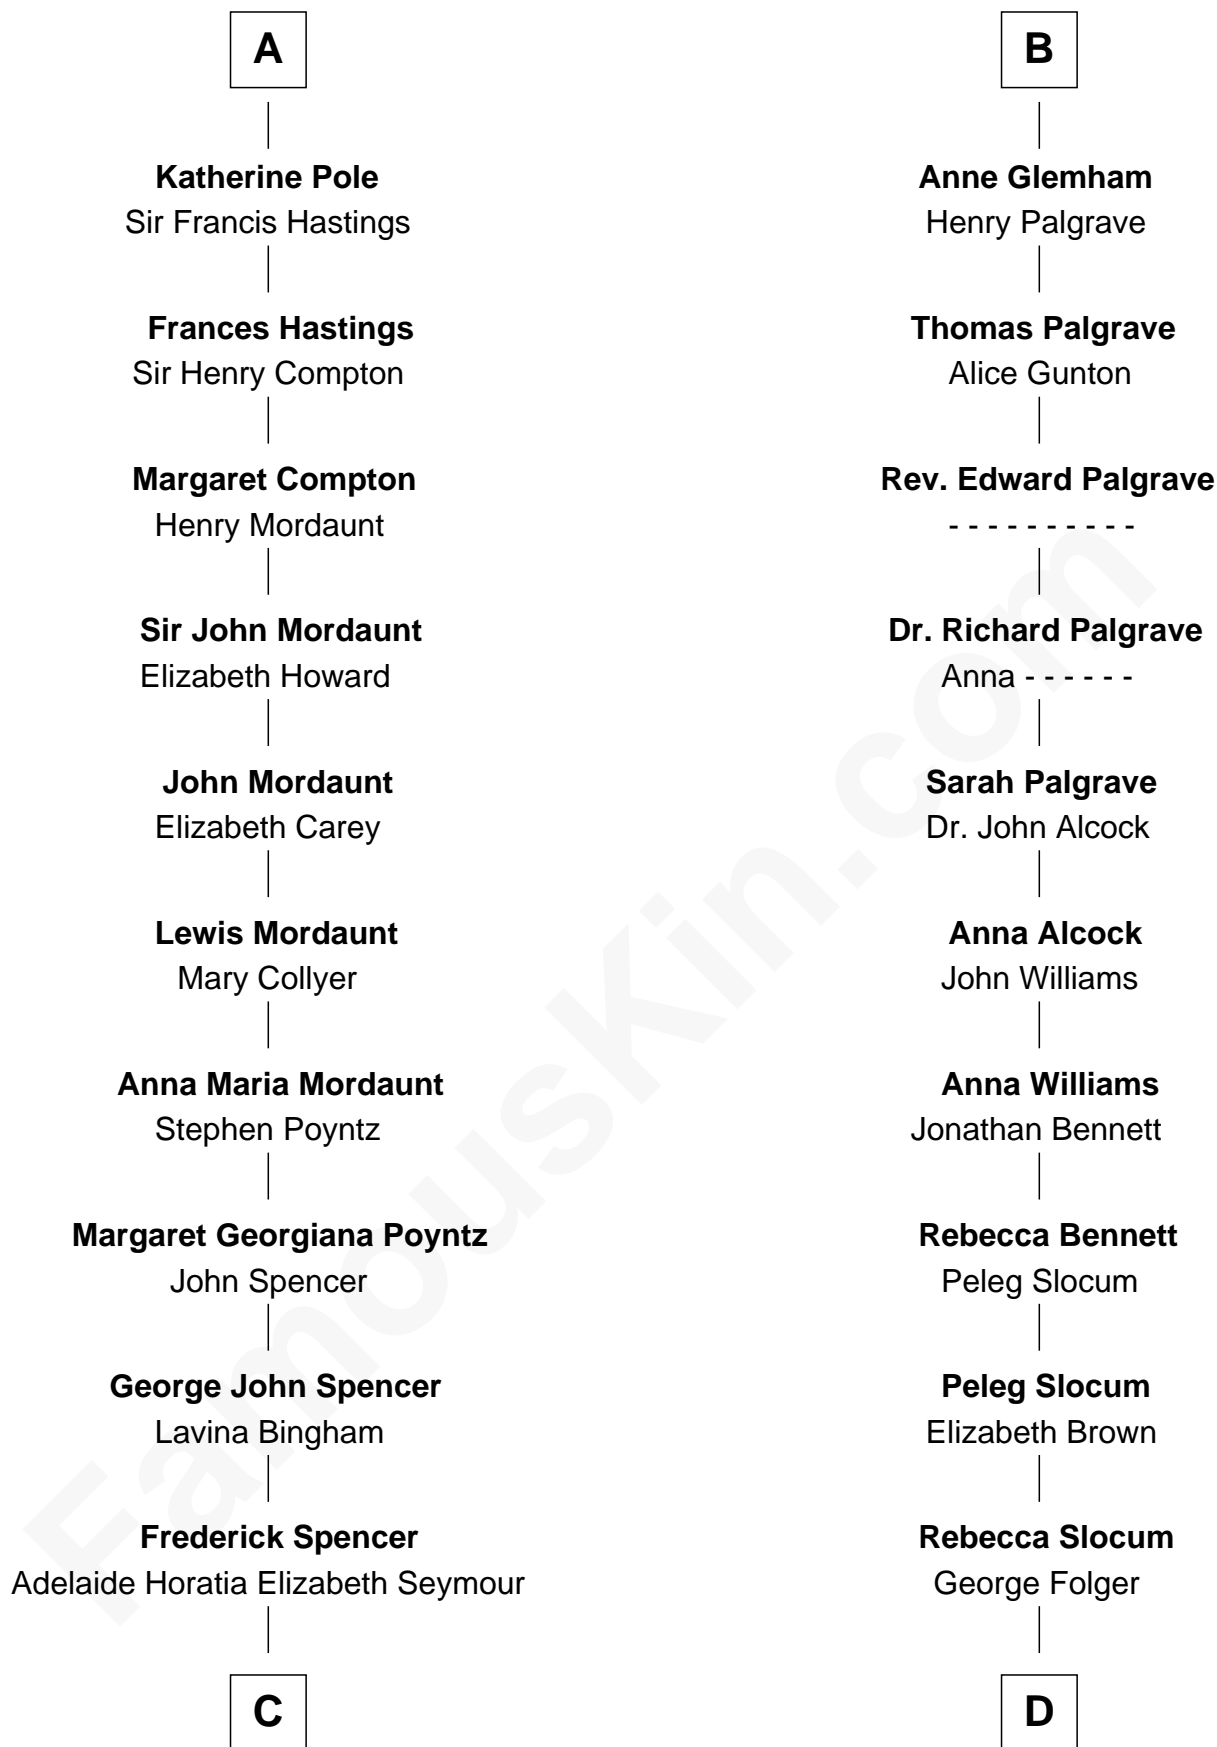 A
Katherine Pole
Sir Francis Hastings
Frances Hastings
Sir Henry Compton
Margaret Compton
Henry Mordaunt
Sir John Mordaunt
Elizabeth Howard
John Mordaunt
Elizabeth Carey
Lewis Mordaunt
Mary Collyer
Anna Maria Mordaunt
Stephen Poyntz
Margaret Georgiana Poyntz
John Spencer
George John Spencer
Lavina Bingham
Frederick Spencer
Adelaide Horatia Elizabeth Seymour
C
B
Anne Glemham
Henry Palgrave
Thomas Palgrave
Alice Gunton
Rev. Edward Palgrave
- - - - - - - - - -
Dr. Richard Palgrave
Anna - - - - - -
Sarah Palgrave
Dr. John Alcock
Anna Alcock
John Williams
Anna Williams
Jonathan Bennett
Rebecca Bennett
Peleg Slocum
Peleg Slocum
Elizabeth Brown
Rebecca Slocum
George Folger
D
FamousKin.com